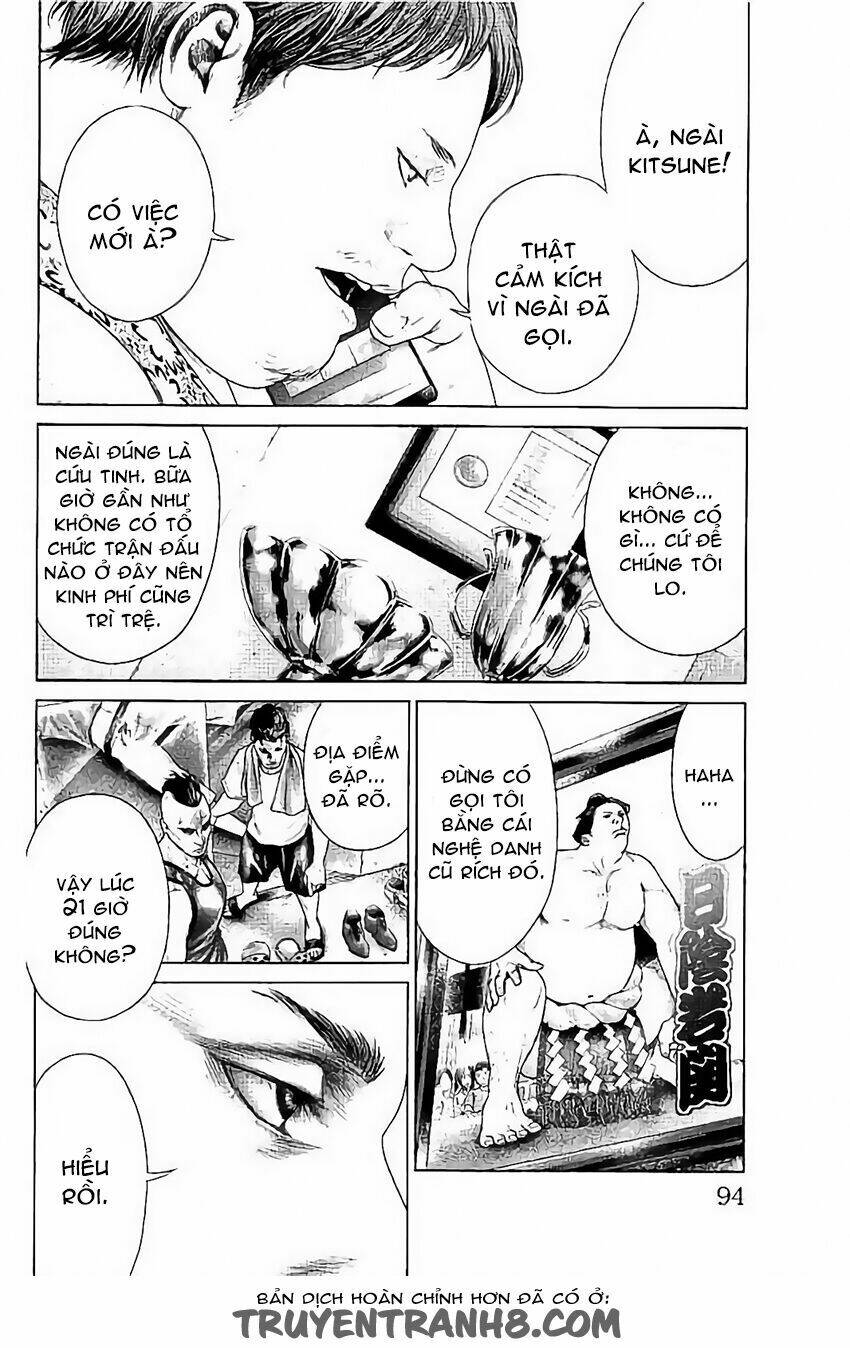 À, NGÀI
KITSUNE!
THẬT
CẢM KÍCH
VÌ NGÀI ĐÃ
GỌI.
CÓ VIỆC
MỚI À?
KHÔNG...
KHÔNG CÓ
GÌ... CỨ ĐỂ
CHÚNG TÔI
LO.
NGÀI ĐÚNG LÀ
CỨU TINH. BỮA
GIỜ GẦN NHƯ
KHÔNG CÓ TỔ
CHỨC TRẬN ĐẤU
NÀO Ở ĐÂY NÊN
KINH PHÍ CŨNG
TRÌ TRỆ.
HAHA
...
ĐỪNG CÓ
GỌI TÔI
BẰNG CÁI
NGHỆ DANH
CŨ RÍCH ĐÓ.
日陰岩
ĐỊA ĐIỂM
GẶP...
ĐÃ RÕ.
VẬY LÚC
21 GIỜ
ĐÚNG
KHÔNG?
HIỂU
RỒI.
94
BẢN DỊCH HOÀN CHỈNH HƠN ĐÃ CÓ Ở:
TRUYENTRANH8.COM